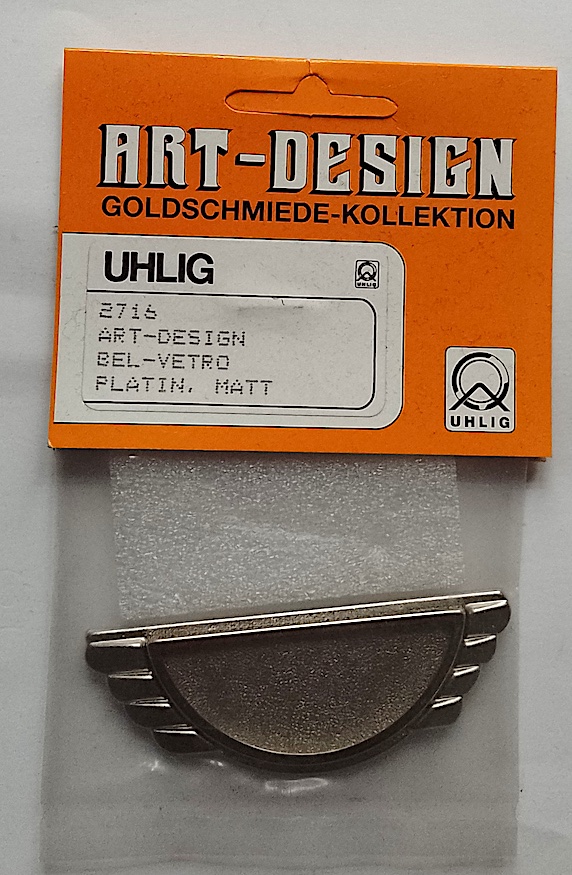 ART-DESIGN
GOLDSCHMIEDE-KOLLEKTION
UHLIG
UHLIG
2716
ART-DESIGN
BEL-VETRO
PLATIN. MATT
UHLIG